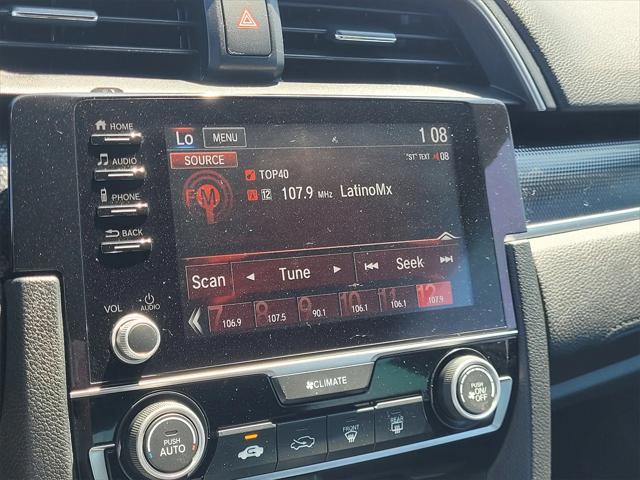 HOME
AUDIO
PHONE
BACK
VOL
AUDIO
Lo MENU 1 08
SOURCE "ST" TEXT 08
FM TOP40
12 107.9 MHz LatinoMx
Scan Tune Seek
7 8 9 10 11 12
106.9 107.5 90.1 106.1 106.1 107.9
CLIMATE
PUSH AUTO
FRONT
REAR
PUSH ON/OFF